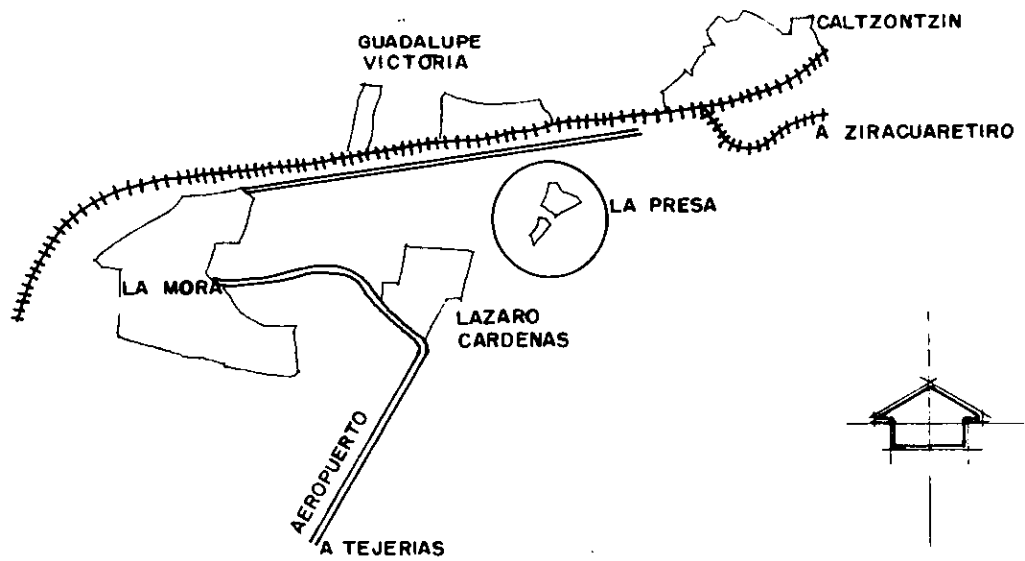 CALTZONTZIN
GUADALUPE
VICTORIA
A ZIRACUARETIRO
LA PRESA
LA MORA
LAZARO
CARDENAS
AEROPUERTO
A TEJERIAS